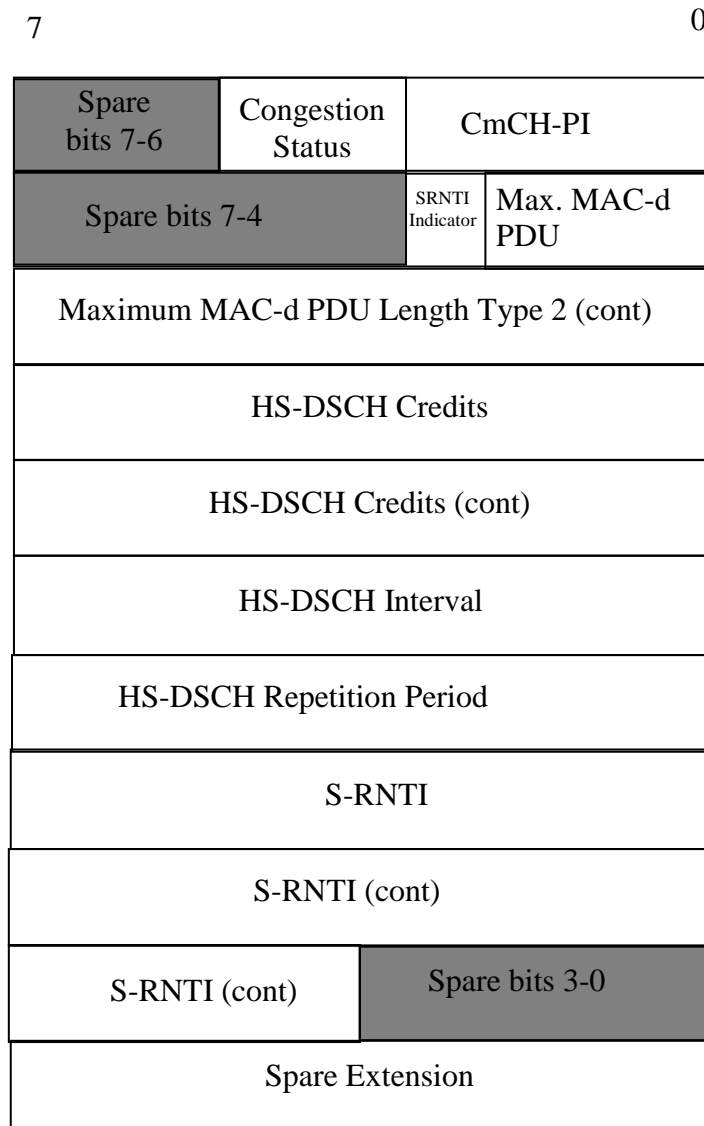 7 0
Spare
bits 7-6
Congestion
Status
CmCH-PI
Spare bits 7-4
SRNTI
Indicator
Max. MAC-d
PDU
Maximum MAC-d PDU Length Type 2 (cont)
HS-DSCH Credits
HS-DSCH Credits (cont)
HS-DSCH Interval
HS-DSCH Repetition Period
S-RNTI
S-RNTI (cont)
S-RNTI (cont)
Spare bits 3-0
Spare Extension